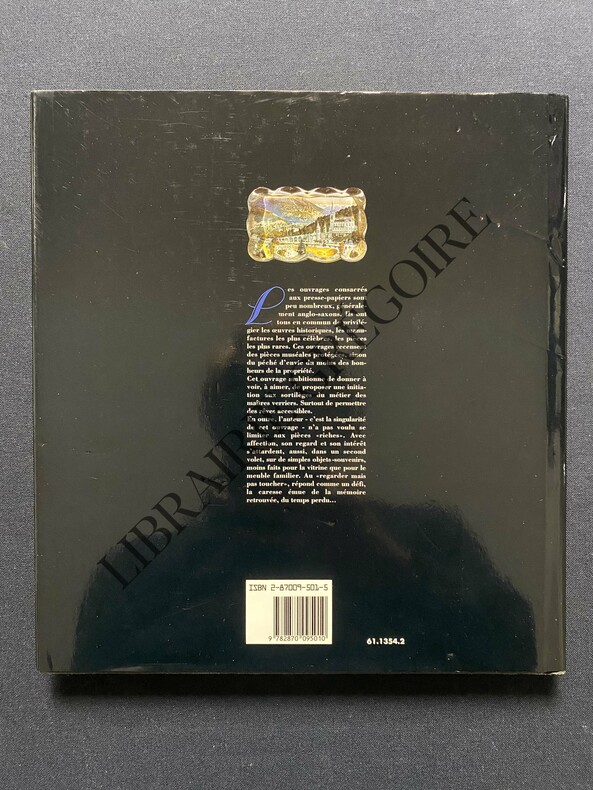 Les ouvrages consacrés
aux presse-papiers sont
peu nombreux, générale-
ment anglo-saxons. Ils ont
tous en commun de privilé-
gier les œuvres historiques, les manu-
factures les plus célèbres, les pièces
les plus rares. Ces ouvrages recensent
des pièces muséales protégées, sinon
du péché d'envie du moins des bon-
heurs de la propriété.
Cet ouvrage ambitionne de donner à
voir, à aimer, de proposer une initia-
tion aux sortilèges du métier des
maîtres verriers. Surtout de permettre
des rêves accessibles.
En outre, l'auteur - c'est la singularité
de cet ouvrage - n'a pas voulu se
limiter aux pièces «riches». Avec
affection, son regard et son intérêt
s'attardent, aussi, dans un second
volet, sur de simples objets-souvenirs,
moins faits pour la vitrine que pour le
meuble familier. Au «regarder mais
pas toucher», répond comme un défi,
la caresse émue de la mémoire
retrouvée, du temps perdu...
ISBN 2-87009-501-5
9 782870 095010
61.1354.2